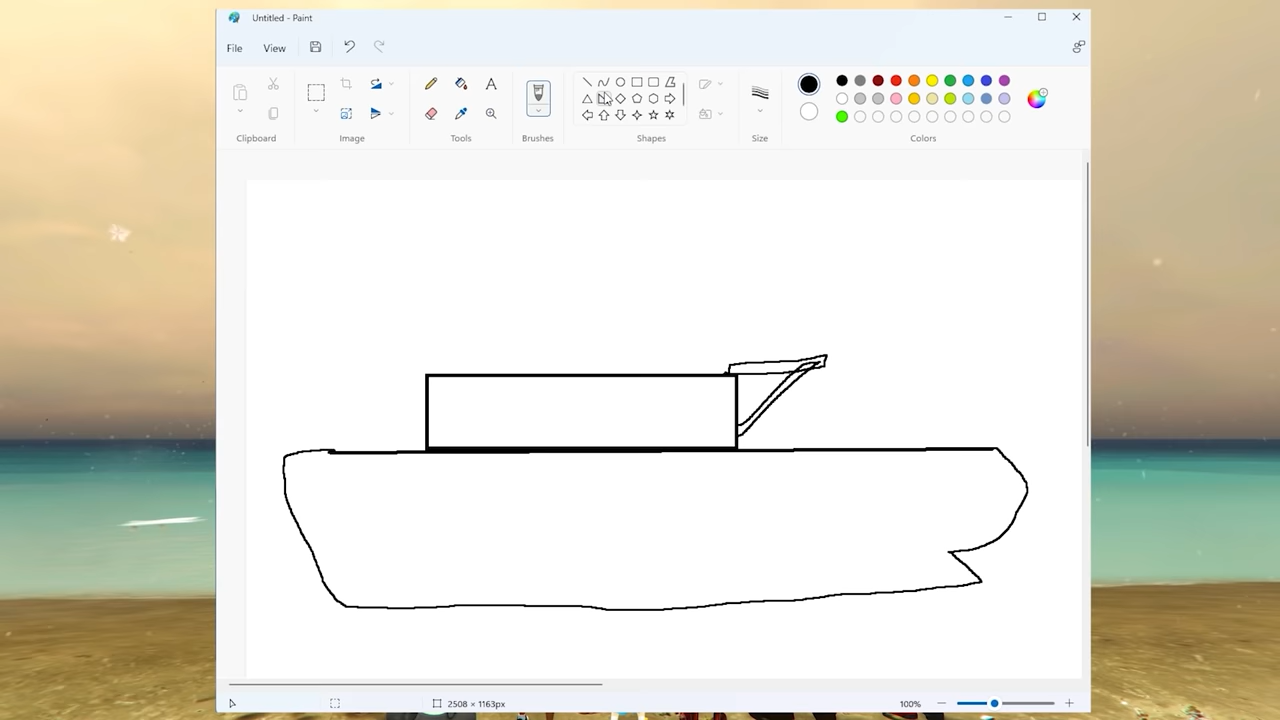 Untitled - Paint
File View
Clipboard Image Tools Brushes Shapes Size Colors
2508 × 1163px 100%